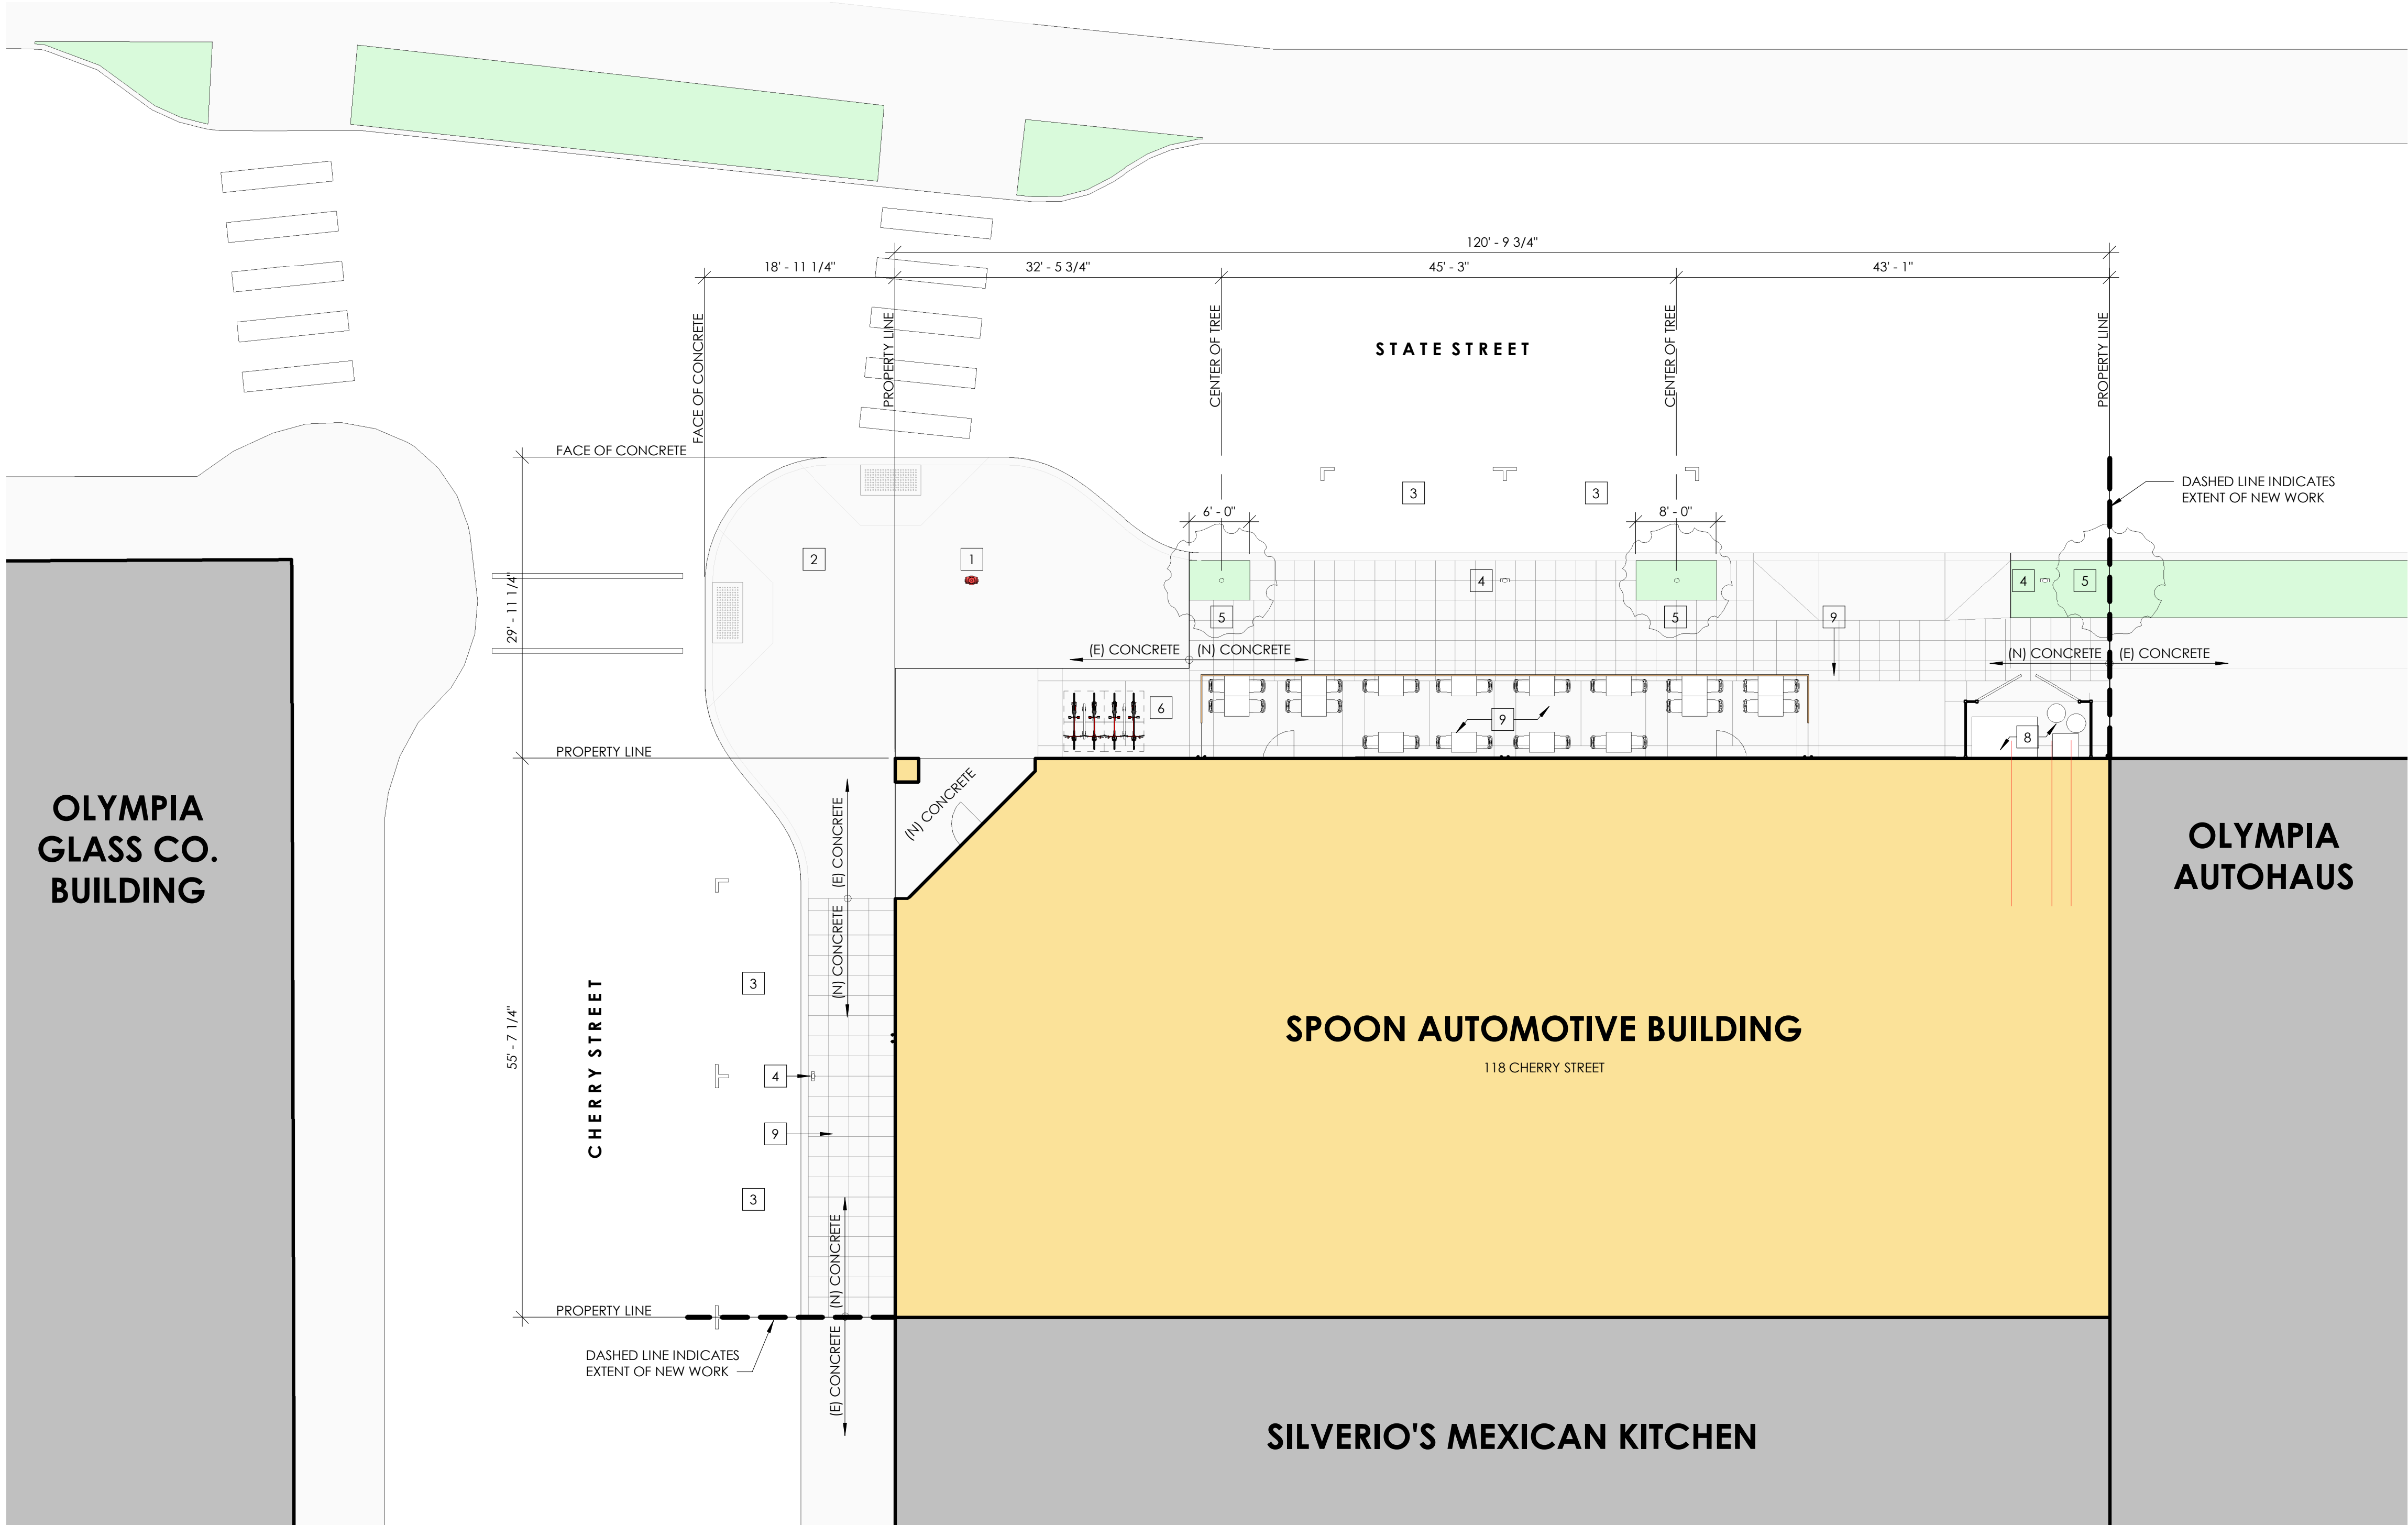 120' - 9 3/4"
18' - 11 1/4"
32' - 5 3/4"
45' - 3"
43' - 1"
FACE OF CONCRETE
PROPERTY LINE
CENTER OF TREE
CENTER OF TREE
PROPERTY LINE
STATE STREET
FACE OF CONCRETE
DASHED LINE INDICATES
EXTENT OF NEW WORK
3
3
6' - 0"
8' - 0"
2
1
4
4
5
5
5
9
29' - 11 1/4"
(E) CONCRETE
(N) CONCRETE
(N) CONCRETE
(E) CONCRETE
6
9
8
PROPERTY LINE
(N) CONCRETE
(E) CONCRETE
(N) CONCRETE
OLYMPIA
GLASS CO.
BUILDING
OLYMPIA
AUTOHAUS
3
CHERRY STREET
55' - 7 1/4"
SPOON AUTOMOTIVE BUILDING
118 CHERRY STREET
4
9
3
(N) CONCRETE
(E) CONCRETE
PROPERTY LINE
DASHED LINE INDICATES
EXTENT OF NEW WORK
SILVERIO'S MEXICAN KITCHEN